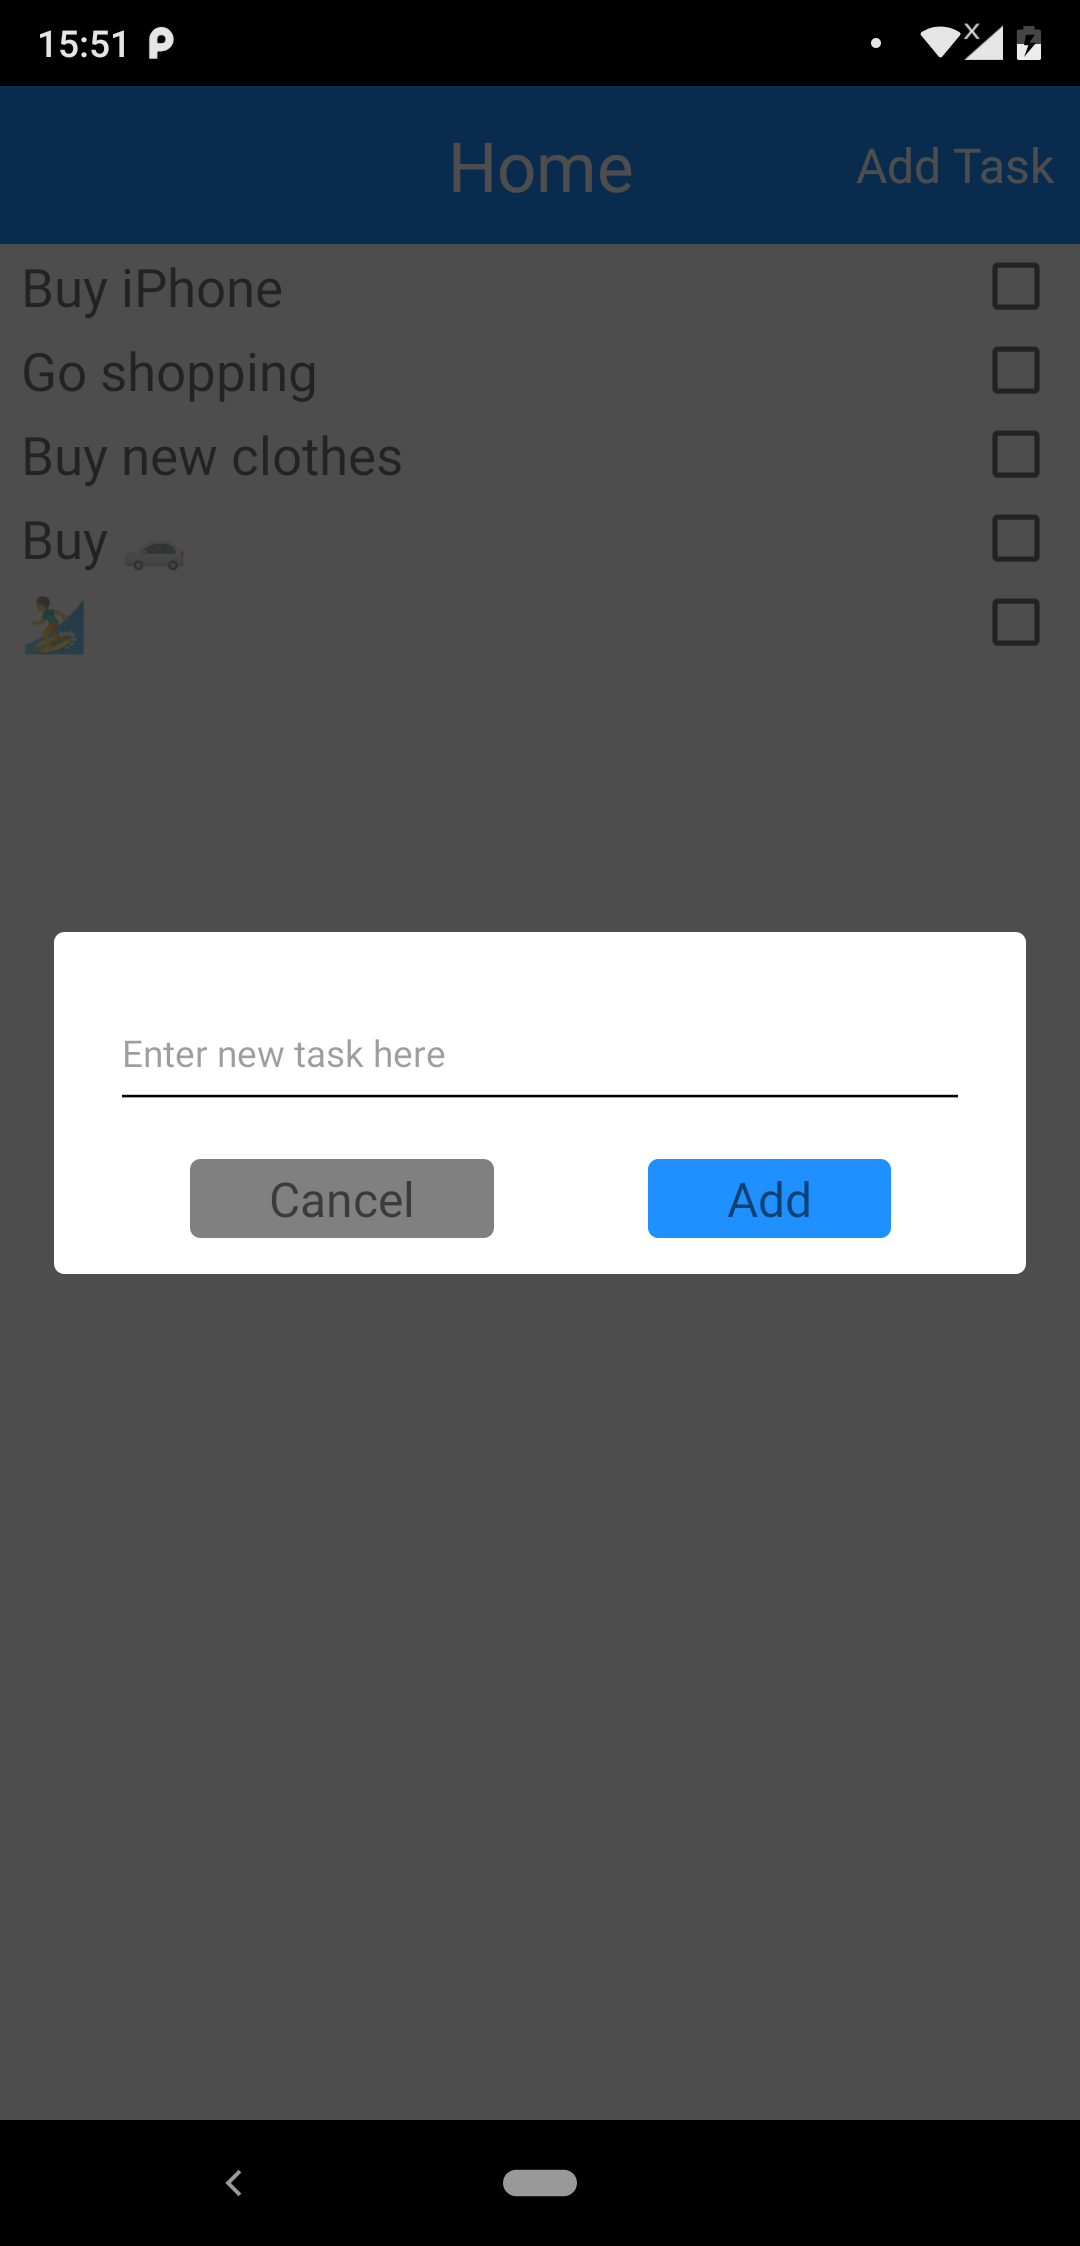 15:51
Home
Add Task
Buy iPhone
Go shopping
Buy new clothes
Buy 🚗
🏄
Enter new task here
Cancel
Add